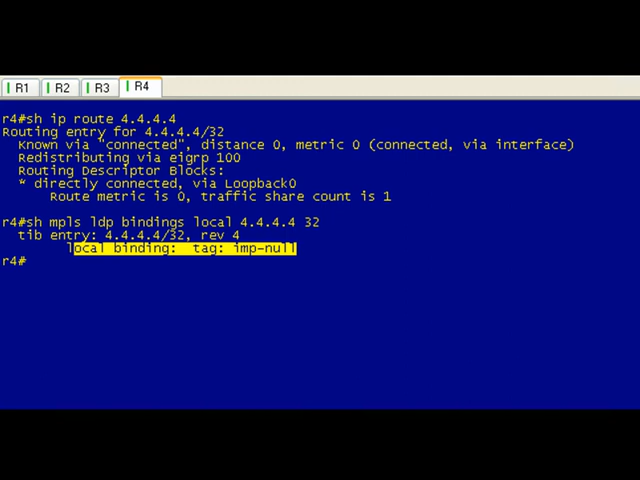 R1 R2 R3 R4
r4#sh ip route 4.4.4.4
Routing entry for 4.4.4.4/32
Known via "connected", distance 0, metric 0 (connected, via interface)
Redistributing via eigrp 100
Routing Descriptor Blocks:
* directly connected, via Loopback0
Route metric is 0, traffic share count is 1
r4#sh mpls ldp bindings local 4.4.4.4 32
tib entry: 4.4.4.4/32, rev 4
local binding: tag: imp-null
r4#